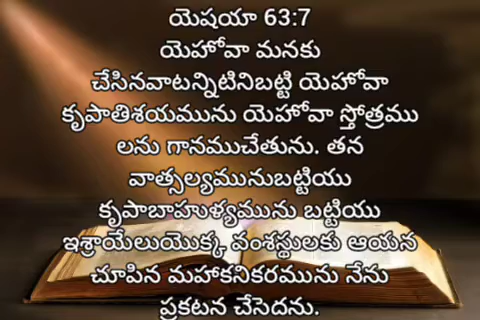 యెషయా 63:7
యెహోవా మనకు
చేసినవాటన్నిటినిబట్టి యెహోవా
కృపాతిశయమును యెహోవా స్తోత్రము
లను గానముచేతును. తన
వాత్సల్యమునుబట్టియు
కృపాబాహుళ్యమును బట్టియు
ఇశ్రాయేలుయొక్క వంశస్థులకు ఆయన
చూపిన మహాకనికరమును నేను
ప్రకటన చేసెదను.